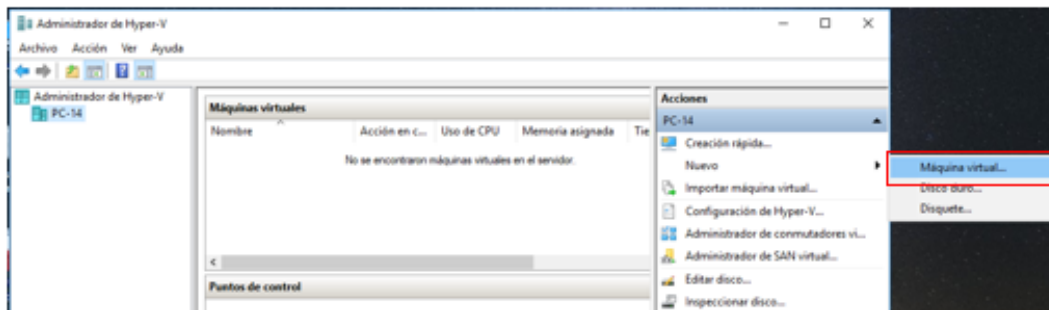 Administrador de Hyper-V
Archivo Acción Ver Ayuda
Administrador de Hyper-V
PC-14
Máquinas virtuales
Nombre Acción en c... Uso de CPU Memoria asignada Tie
No se encontraron máquinas virtuales en el servidor.
Puntos de control
Acciones
PC-14
Creación rápida...
Nuevo
Importar máquina virtual...
Configuración de Hyper-V...
Administrador de conmutadores vi...
Administrador de SAN virtual...
Editar disco...
Inspeccionar disco...
Máquina virtual...
Disco duro...
Disquete...